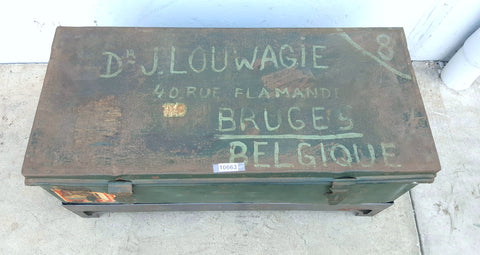 Dr J. LOUWAGIE
8
40 RUE FLAMANDE
BRUGES
BELGIQUE
10663